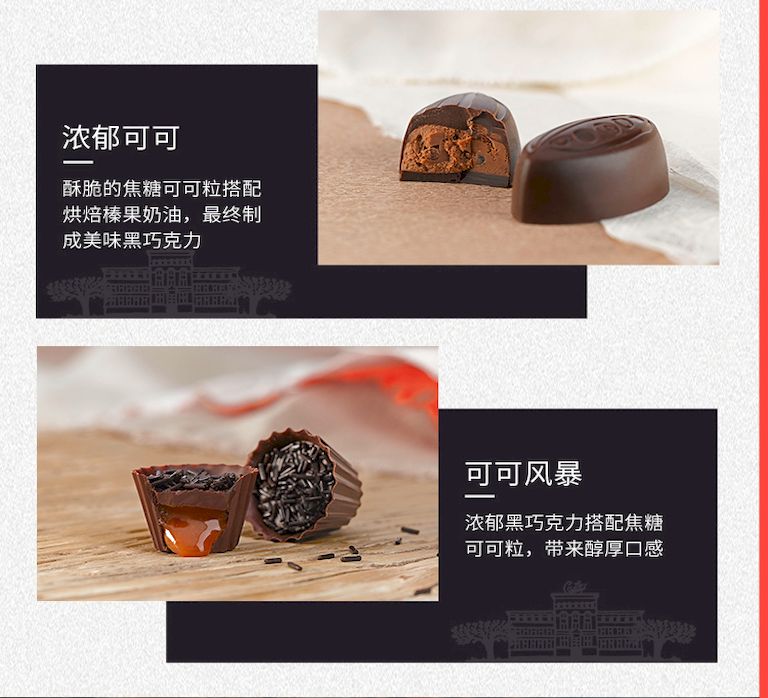 浓郁可可
酥脆的焦糖可可粒搭配
烘焙榛果奶油，最终制
成美味黑巧克力
可可风暴
浓郁黑巧克力搭配焦糖
可可粒，带来醇厚口感